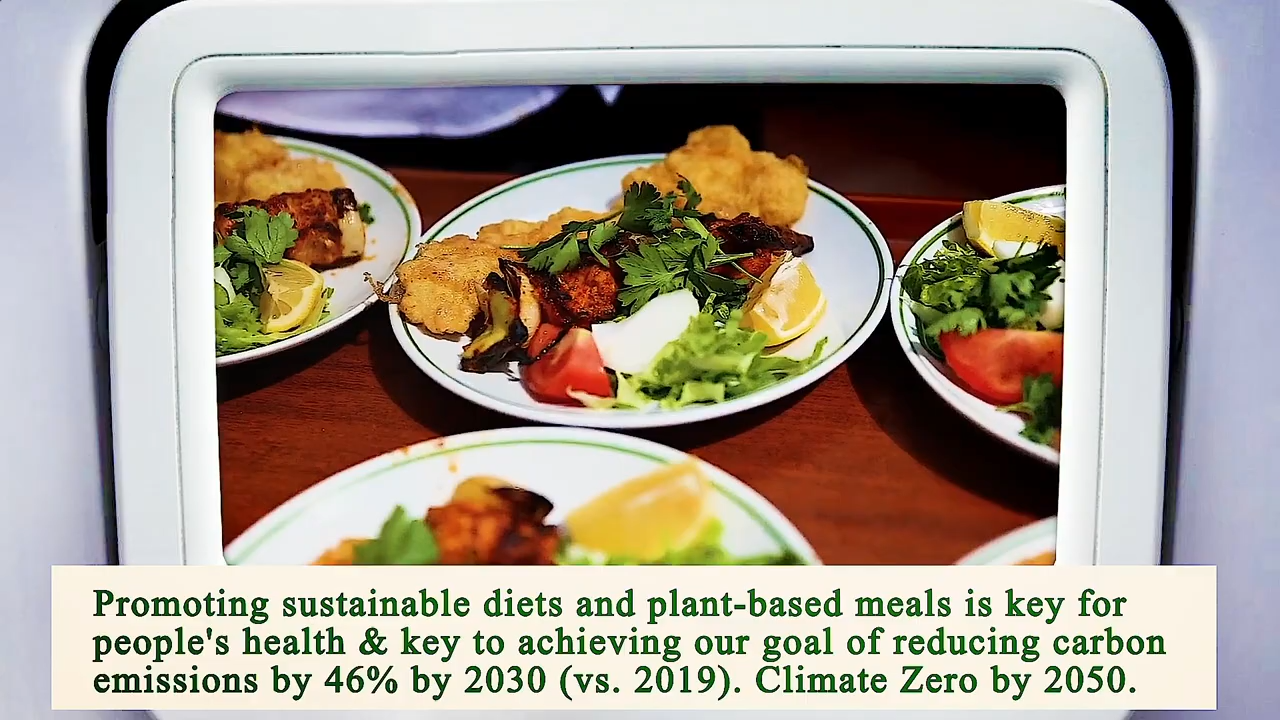 Promoting sustainable diets and plant-based meals is key for
people's health & key to achieving our goal of reducing carbon
emissions by 46% by 2030 (vs. 2019). Climate Zero by 2050.